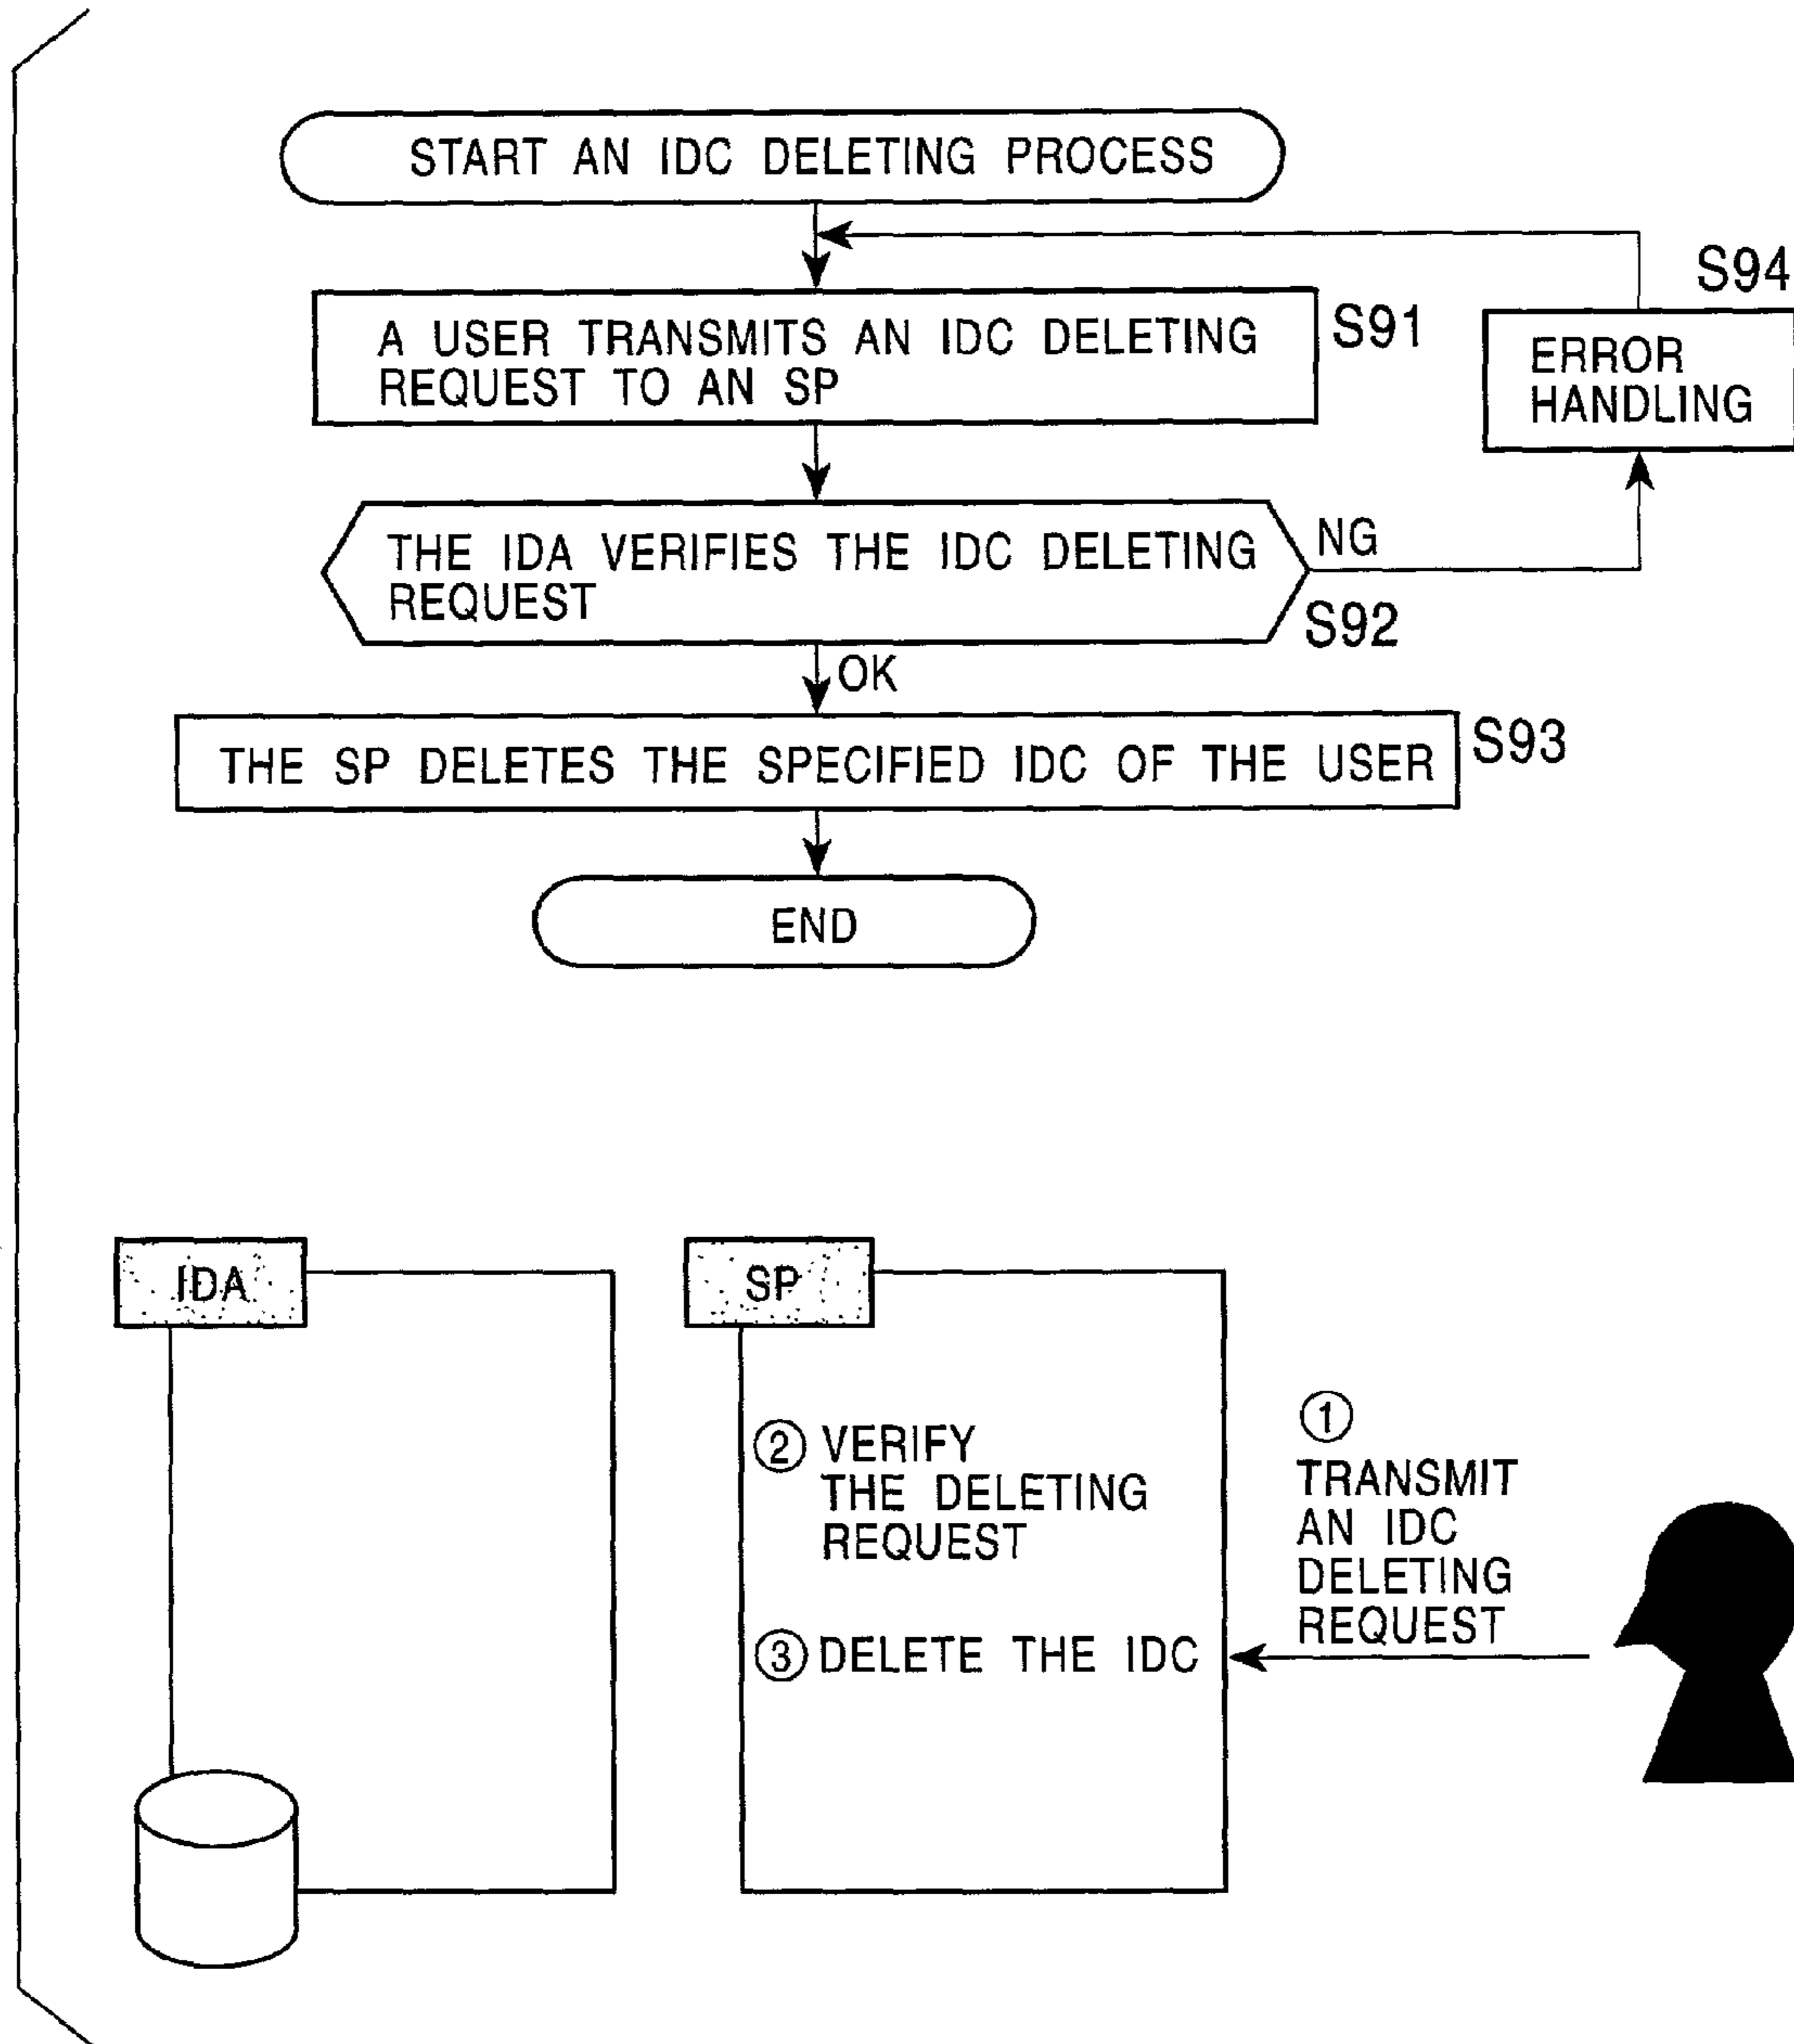 START AN IDC DELETING PROCESS
S94
A USER TRANSMITS AN IDC DELETING
REQUEST TO AN SP
S91
ERROR
HANDLING
THE IDA VERIFIES THE IDC DELETING
REQUEST
NG
S92
OK
THE SP DELETES THE SPECIFIED IDC OF THE USER
S93
END
IDA
SP
② VERIFY
THE DELETING
REQUEST
③ DELETE THE IDC
①
TRANSMIT
AN IDC
DELETING
REQUEST